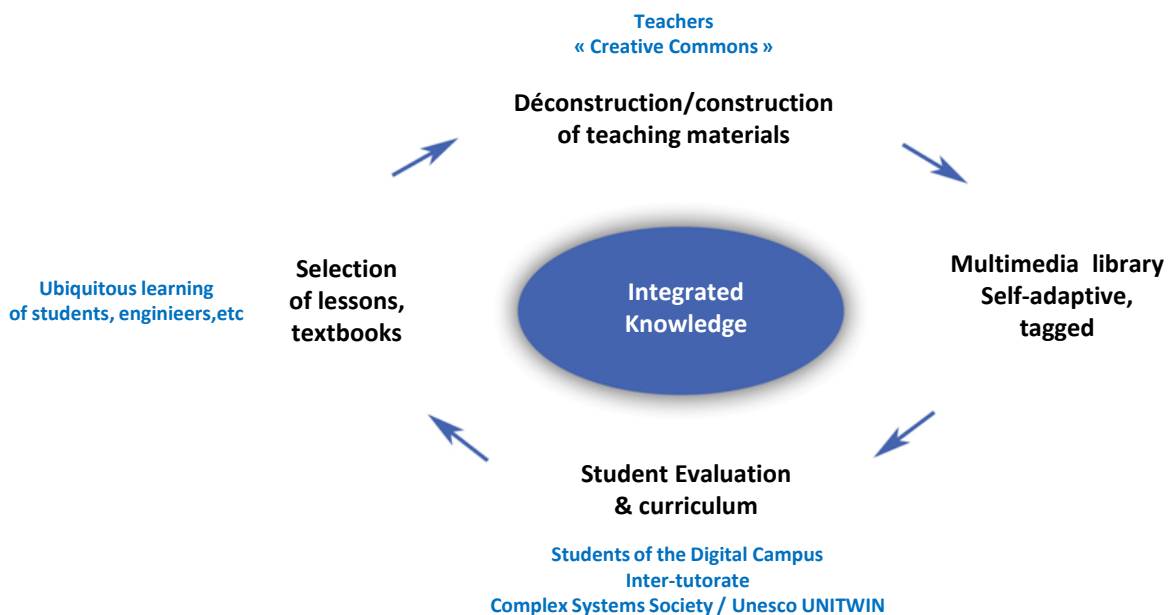 Teachers
« Creative Commons »
Déconstruction/construction
of teaching materials
Multimedia library
Self-adaptive,
tagged
Integrated
Knowledge
Selection
of lessons,
textbooks
Ubiquitous learning
of students, enginieers,etc
Student Evaluation
& curriculum
Students of the Digital Campus
Inter-tutorate
Complex Systems Society / Unesco UNITWIN